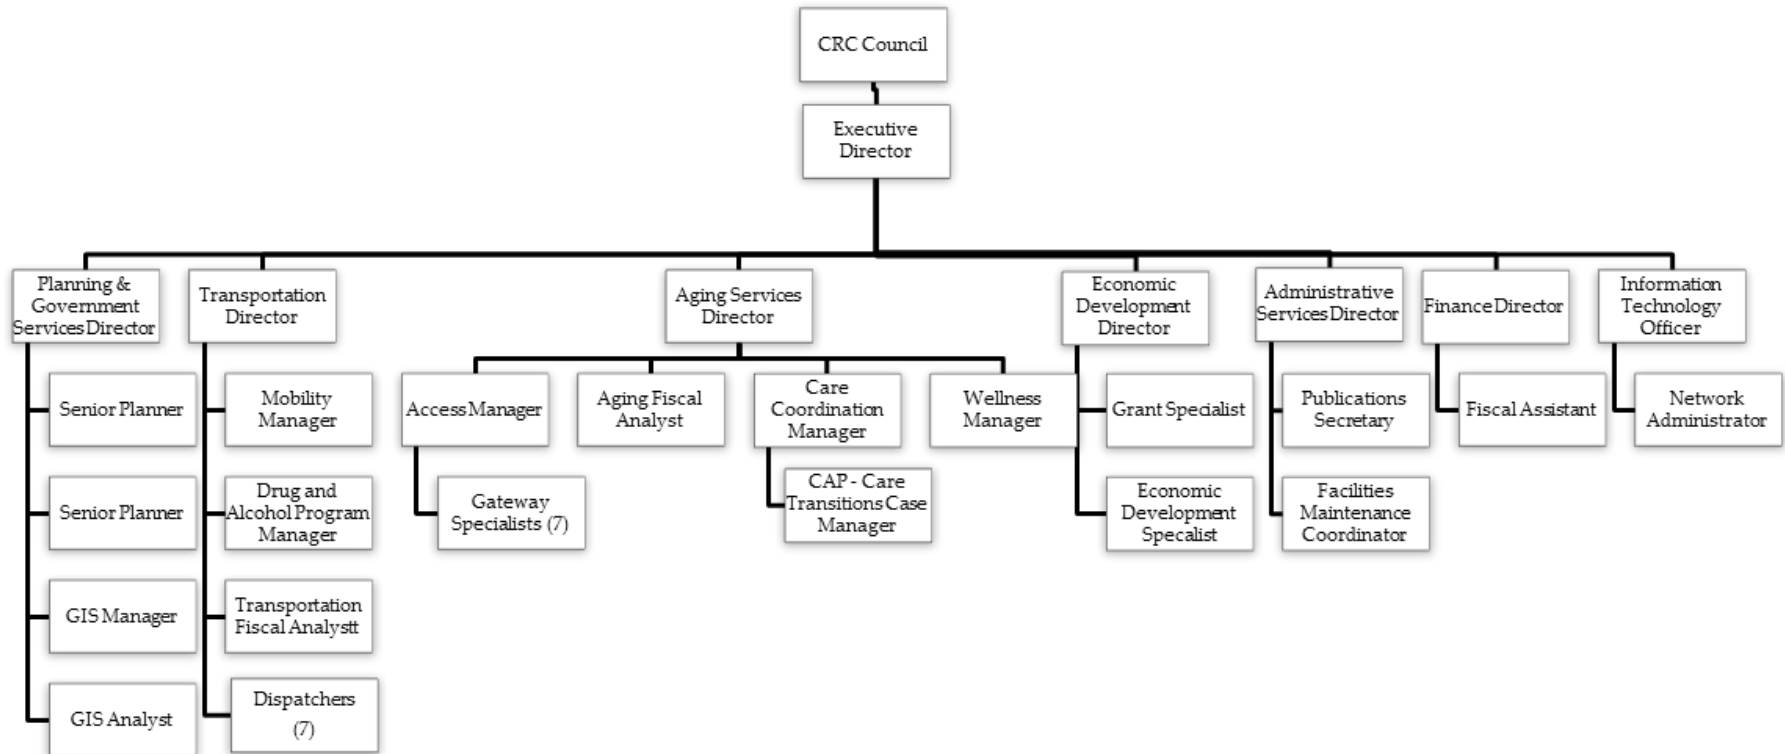 CRC Council
Executive
Director
Planning &
Government
Services Director
Transportation
Director
Aging Services
Director
Economic
Development
Director
Administrative
Services Director
Finance Director
Information
Technology
Officer
Senior Planner
Mobility
Manager
Access Manager
Aging Fiscal
Analyst
Care
Coordination
Manager
Wellness
Manager
Grant Specialist
Publications
Secretary
Fiscal Assistant
Network
Administrator
Senior Planner
Drug and
Alcohol Program
Manager
Gateway
Specialists (7)
CAP - Care
Transitions Case
Manager
Economic
Development
Specalist
Facilities
Maintenance
Coordinator
GIS Manager
Transportation
Fiscal Analystt
GIS Analyst
Dispatchers
(7)